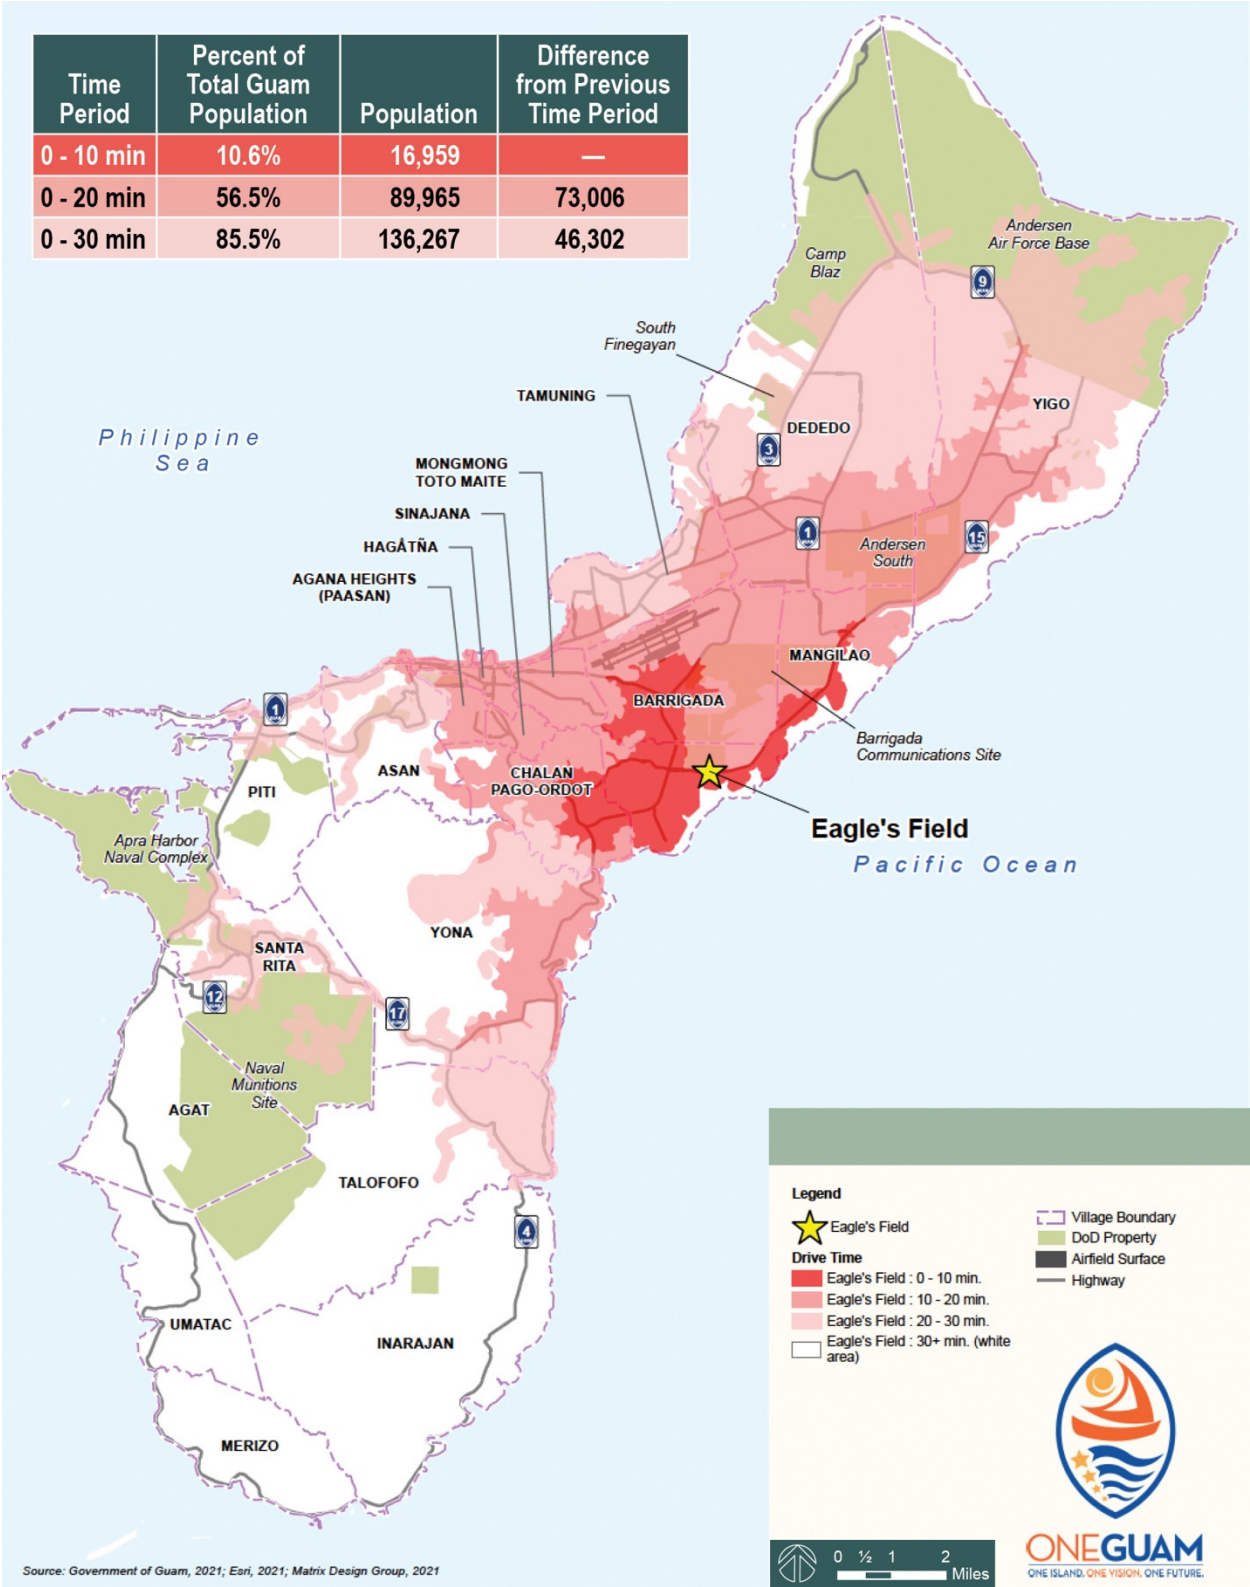 Time Period
Percent of Total Guam Population
Population
Difference from Previous Time Period
0 - 10 min 10.6% 16,959 —
0 - 20 min 56.5% 89,965 73,006
0 - 30 min 85.5% 136,267 46,302
Andersen
Air Force Base
Camp
Blaz
9
South
Finegayan
TAMUNING
YIGO
DEDEDO
3
Philippine
Sea
MONGMONG
TOTO MAITE
SINAJANA
HAGÅTÑA
AGANA HEIGHTS
(PAASAN)
1
15
Andersen
South
MANGILAO
BARRIGADA
1
Barrigada
Communications Site
ASAN
CHALAN
PAGO-ORDOT
PITI
Eagle's Field
Pacific Ocean
Apra Harbor
Naval Complex
YONA
SANTA
RITA
12
17
Naval
Munitions
Site
AGAT
TALOFOFO
4
UMATAC
INARAJAN
MERIZO
Legend
Eagle's Field
Drive Time
Eagle's Field : 0 - 10 min.
Eagle's Field : 10 - 20 min.
Eagle's Field : 20 - 30 min.
Eagle's Field : 30+ min. (white
area)
Village Boundary
DoD Property
Airfield Surface
Highway
0 ½ 1 2
Miles
ONEGUAM
ONE ISLAND. ONE VISION. ONE FUTURE.
Source: Government of Guam, 2021; Esri, 2021; Matrix Design Group, 2021